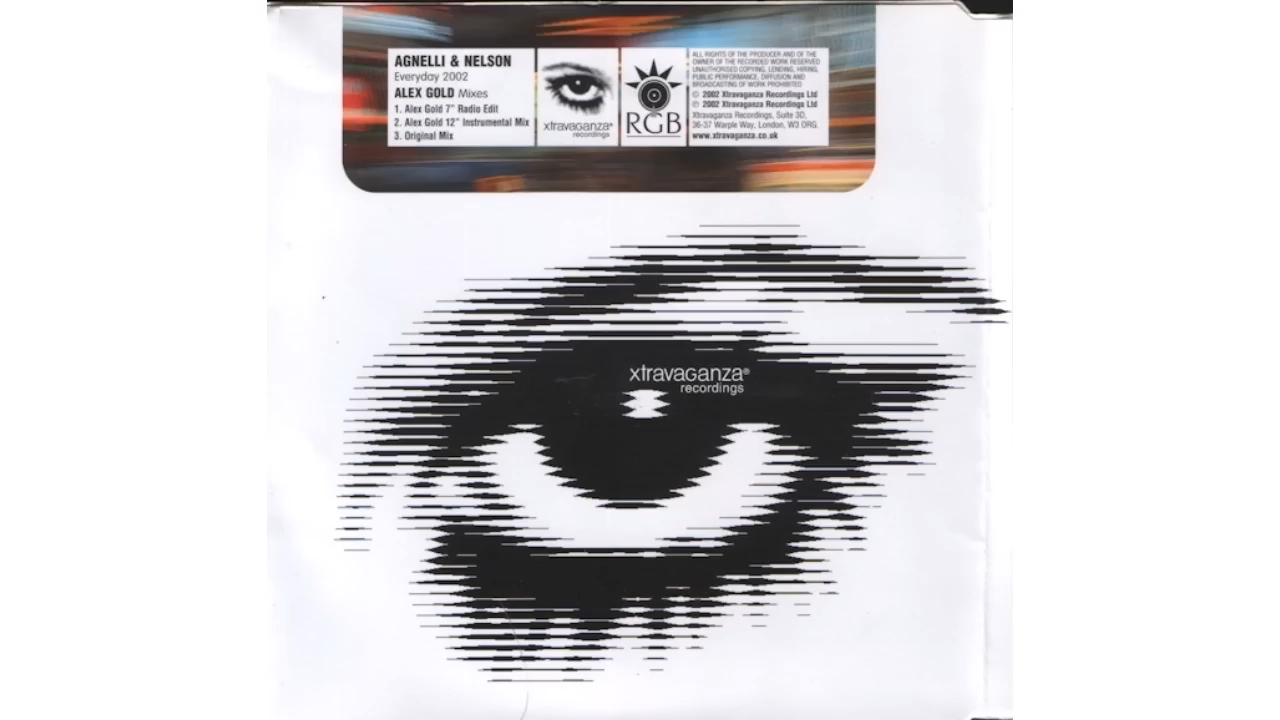 AGNELLI & NELSON
Everyday 2002
ALEX GOLD Mixes
1. Alex Gold 7" Radio Edit
2. Alex Gold 12" Instrumental Mix
3. Original Mix
xtravaganza®
recordings
RGB
ALL RIGHTS OF THE PRODUCER AND OF THE
OWNER OF THE RECORDED WORK RESERVED
UNAUTHORISED COPYING, LENDING, HIRING,
PUBLIC PERFORMANCE, DIFFUSION AND
BROADCASTING OF WORK PROHIBITED
© 2002 Xtravaganza Recordings Ltd
℗ 2002 Xtravaganza Recordings Ltd
Xtravaganza Recordings, Suite 3D,
36-37 Warple Way, London, W3 ORG.
www.xtravaganza.co.uk
xtravaganza®
recordings